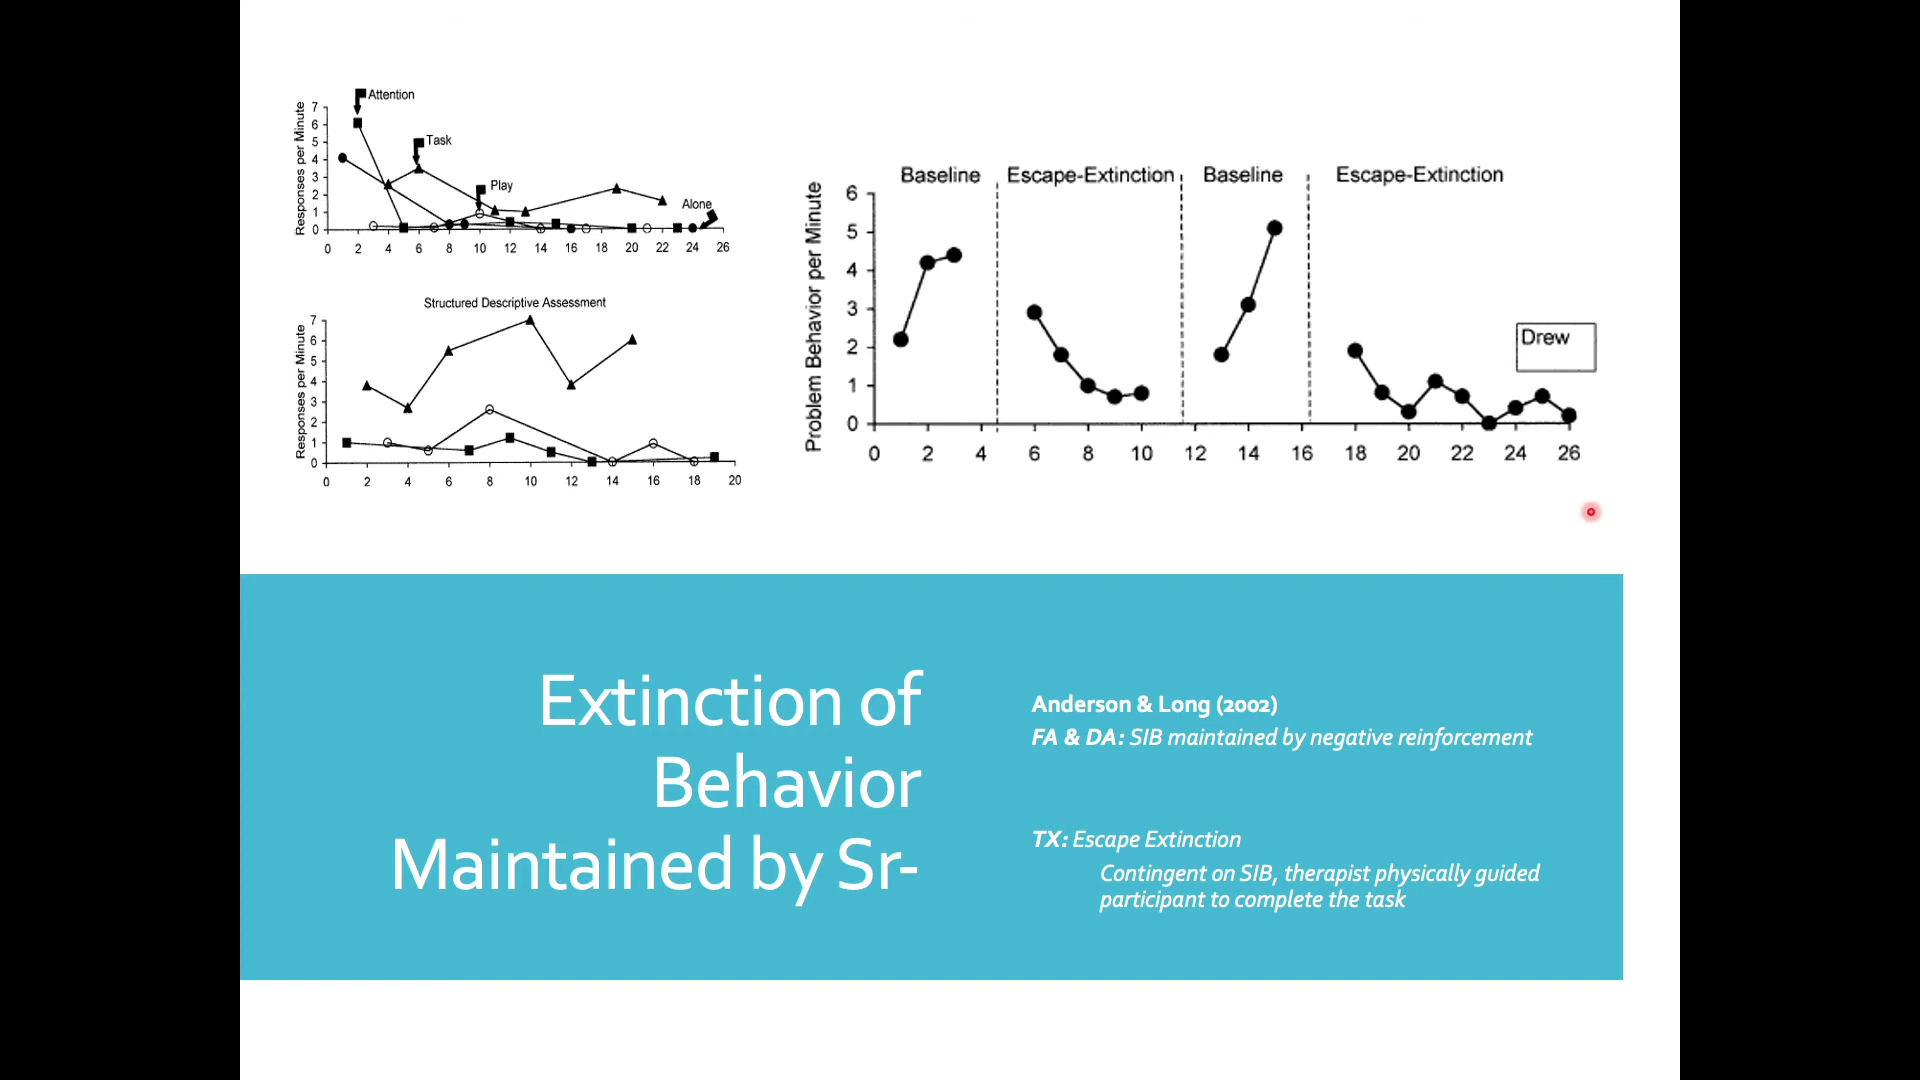 Attention
Task
Play
Alone
Responses per Minute
7
6
5
4
3
2
1
0
0 2 4 6 8 10 12 14 16 18 20 22 24 26
Structured Descriptive Assessment
Responses per Minute
7
6
5
4
3
2
1
0
0 2 4 6 8 10 12 14 16 18 20
Baseline Escape-Extinction Baseline Escape-Extinction
Problem Behavior per Minute
6
5
4
3
2
1
0
Drew
0 2 4 6 8 10 12 14 16 18 20 22 24 26
Extinction of
Behavior
Maintained by Sr-
Anderson & Long (2002)
FA & DA: SIB maintained by negative reinforcement
TX: Escape Extinction
Contingent on SIB, therapist physically guided
participant to complete the task